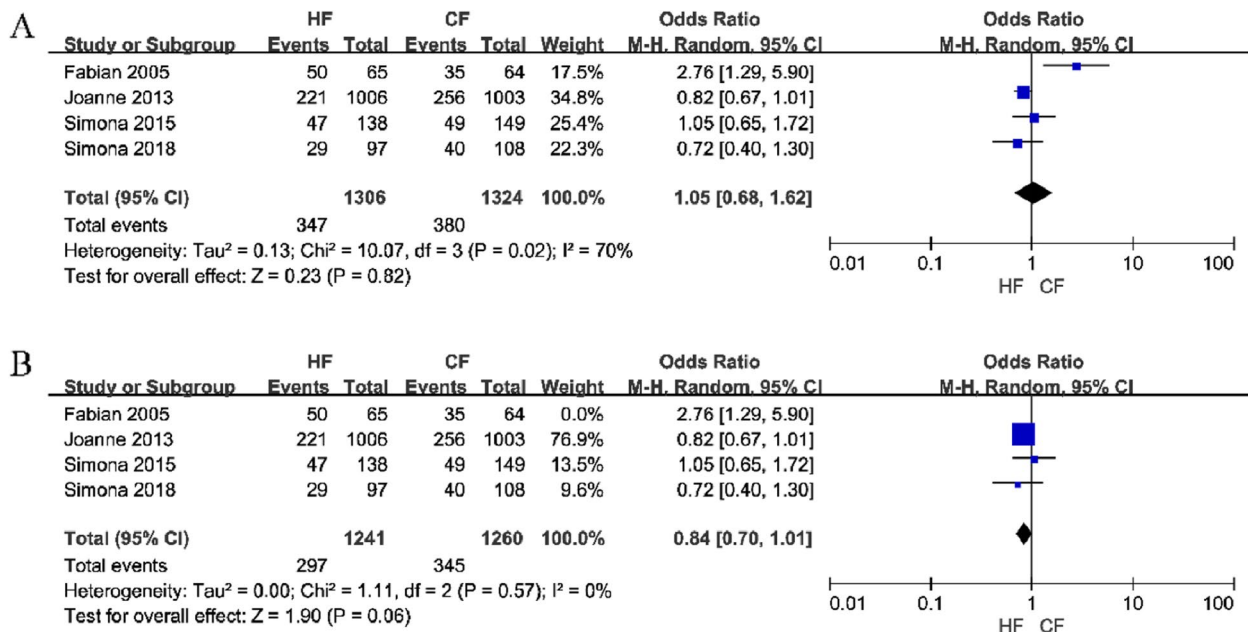 A
HF CF Odds Ratio Odds Ratio
Study or Subgroup Events Total Events Total Weight M-H, Random, 95% CI M-H, Random, 95% CI
Fabian 2005 50 65 35 64 17.5% 2.76 [1.29, 5.90]
Joanne 2013 221 1006 256 1003 34.8% 0.82 [0.67, 1.01]
Simona 2015 47 138 49 149 25.4% 1.05 [0.65, 1.72]
Simona 2018 29 97 40 108 22.3% 0.72 [0.40, 1.30]
Total (95% CI) 1306 1324 100.0% 1.05 [0.68, 1.62]
Total events 347 380
Heterogeneity: Tau² = 0.13; Chi² = 10.07, df = 3 (P = 0.02); I² = 70%
Test for overall effect: Z = 0.23 (P = 0.82)
0.01 0.1 1 10 100
HF CF
B
HF CF Odds Ratio Odds Ratio
Study or Subgroup Events Total Events Total Weight M-H, Random, 95% CI M-H, Random, 95% CI
Fabian 2005 50 65 35 64 0.0% 2.76 [1.29, 5.90]
Joanne 2013 221 1006 256 1003 76.9% 0.82 [0.67, 1.01]
Simona 2015 47 138 49 149 13.5% 1.05 [0.65, 1.72]
Simona 2018 29 97 40 108 9.6% 0.72 [0.40, 1.30]
Total (95% CI) 1241 1260 100.0% 0.84 [0.70, 1.01]
Total events 297 345
Heterogeneity: Tau² = 0.00; Chi² = 1.11, df = 2 (P = 0.57); I² = 0%
Test for overall effect: Z = 1.90 (P = 0.06)
0.01 0.1 1 10 100
HF CF